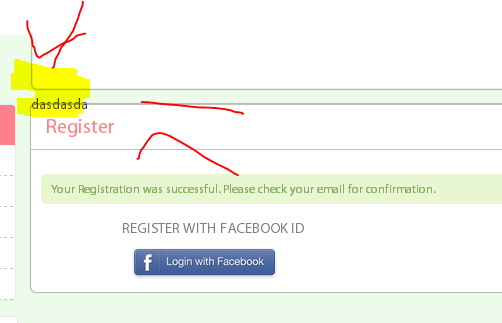 dasdasda
Register
Your Registration was successful. Please check your email for confirmation.
REGISTER WITH FACEBOOK ID
f Login with Facebook